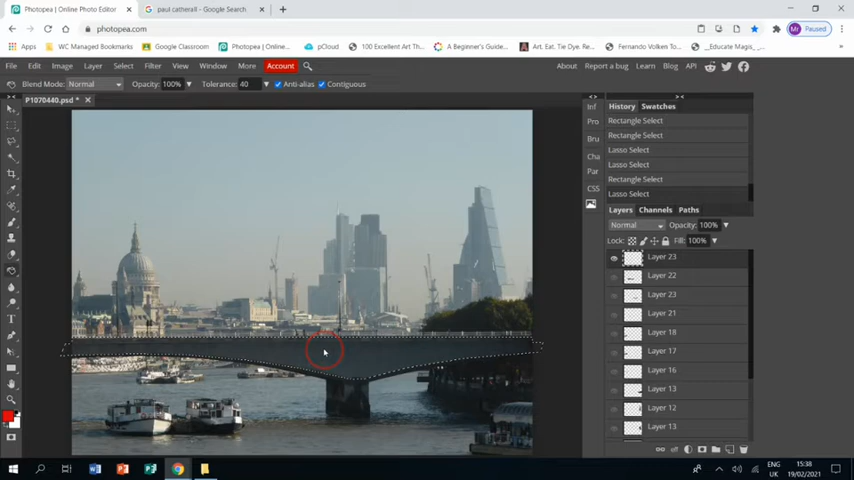 Photopea | Online Photo Editor
paul catherall - Google Search
photopea.com
Mr Paused
Apps WC Managed Bookmarks Google Classroom Photopea | Online... pCloud 100 Excellent Art Th... A Beginner's Guide... Art. Eat. Tie Dye. Re... Fernando Volken To... _Educate Magis_, ...
File Edit Image Layer Select Filter View Window More Account
About Report a bug Learn Blog API
Blend Mode: Normal Opacity: 100% Tolerance: 40 Anti-alias Contiguous
P1070440.psd *
Inf
Pro
Bru
Cha
Par
CSS
History Swatches
Rectangle Select
Rectangle Select
Lasso Select
Lasso Select
Rectangle Select
Lasso Select
Layers Channels Paths
Normal Opacity: 100%
Lock: Fill: 100%
Layer 23
Layer 22
Layer 23
Layer 21
Layer 18
Layer 17
Layer 16
Layer 13
Layer 12
Layer 13
ENG
UK
15:38
19/02/2021